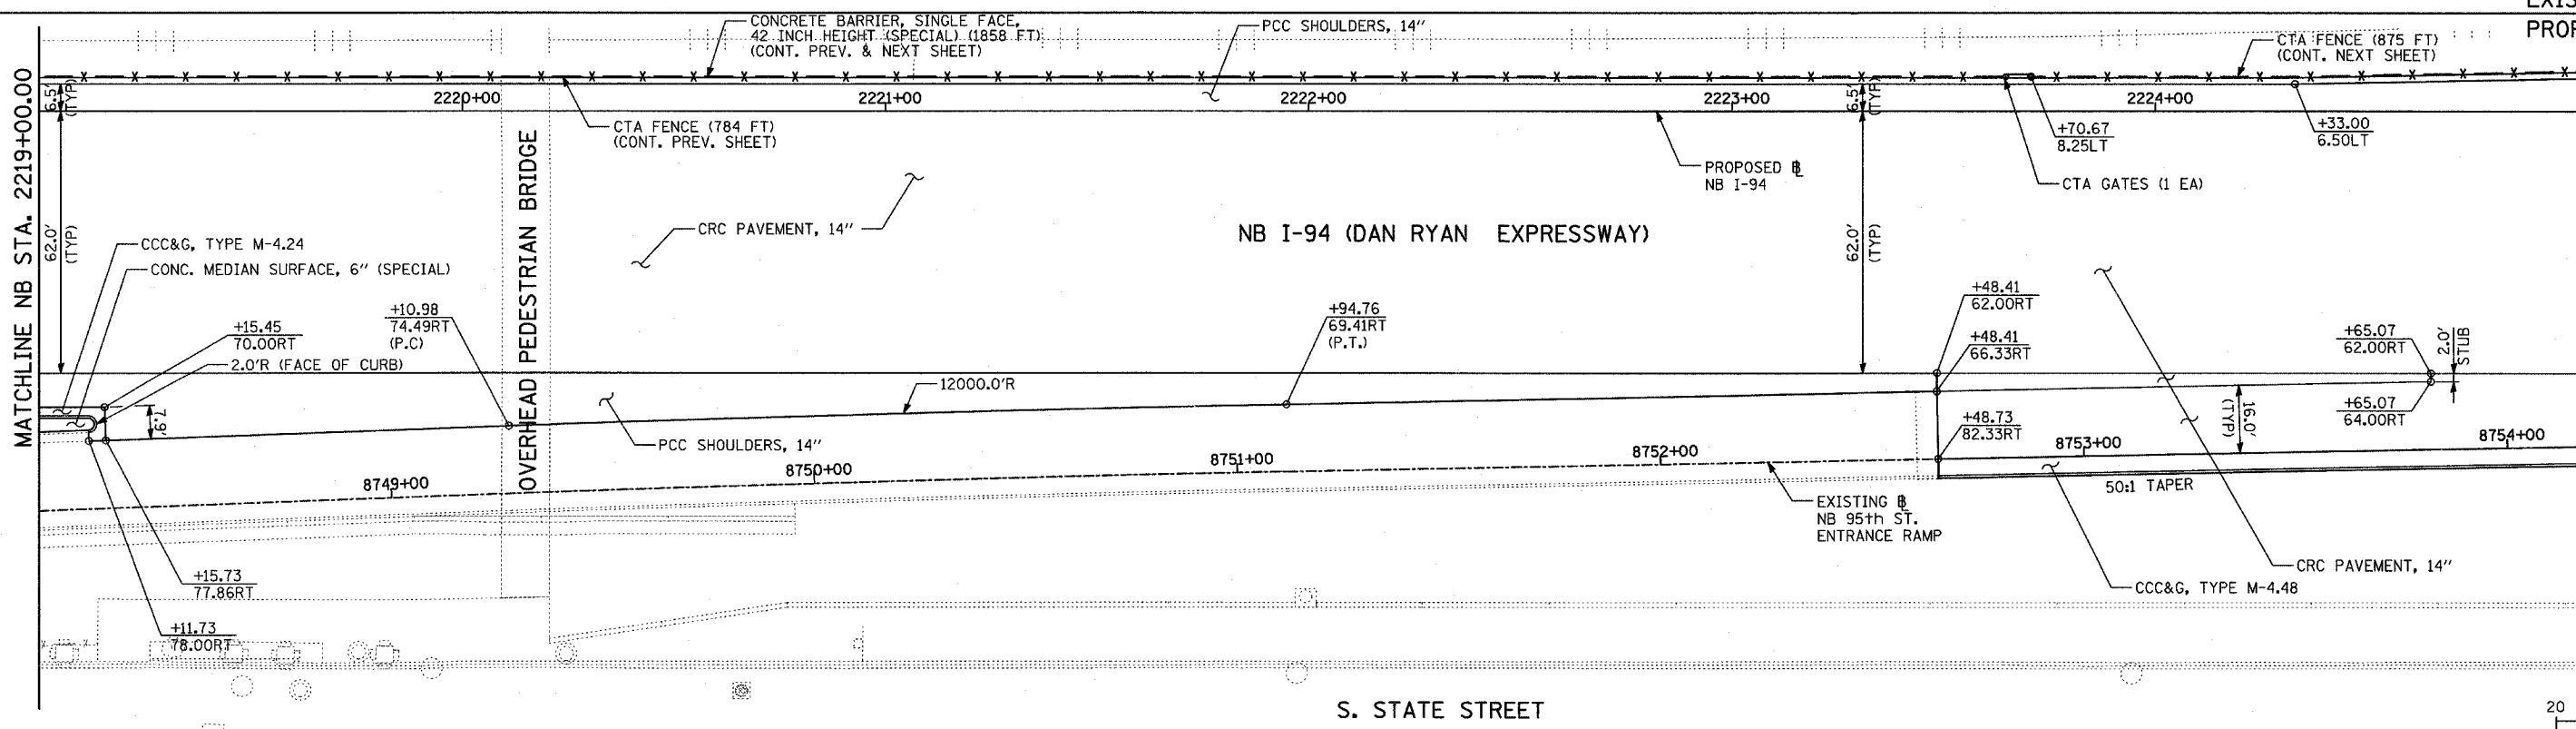 EXIS
PROP
CONCRETE BARRIER, SINGLE FACE,
42 INCH HEIGHT (SPECIAL) (1858 FT)
(CONT. PREV. & NEXT SHEET)
PCC SHOULDERS, 14"
CTA FENCE (875 FT)
(CONT. NEXT SHEET)
6.5'
(TYP)
2220+00
2221+00
2222+00
2223+00
6.5'
(TYP)
2224+00
CTA FENCE (784 FT)
(CONT. PREV. SHEET)
+70.67
8.25LT
+33.00
6.50LT
PROPOSED ℄
NB I-94
CTA GATES (1 EA)
MATCHLINE NB STA. 2219+00.00
62.0'
(TYP)
OVERHEAD PEDESTRIAN BRIDGE
CRC PAVEMENT, 14"
NB I-94 (DAN RYAN EXPRESSWAY)
62.0'
(TYP)
CCC&G, TYPE M-4.24
CONC. MEDIAN SURFACE, 6" (SPECIAL)
+15.45
70.00RT
2.0'R (FACE OF CURB)
+10.98
74.49RT
(P.C)
+94.76
69.41RT
(P.T.)
+48.41
62.00RT
+48.41
66.33RT
+65.07
62.00RT
2.0'
STUB
12000.0'R
7.9'
+65.07
64.00RT
16.0'
(TYP)
+48.73
82.33RT
PCC SHOULDERS, 14"
8749+00
8750+00
8751+00
8752+00
8753+00
8754+00
50:1 TAPER
EXISTING ℄
NB 95th ST.
ENTRANCE RAMP
CRC PAVEMENT, 14"
CCC&G, TYPE M-4.48
+15.73
77.86RT
+11.73
78.00RT
S. STATE STREET
20